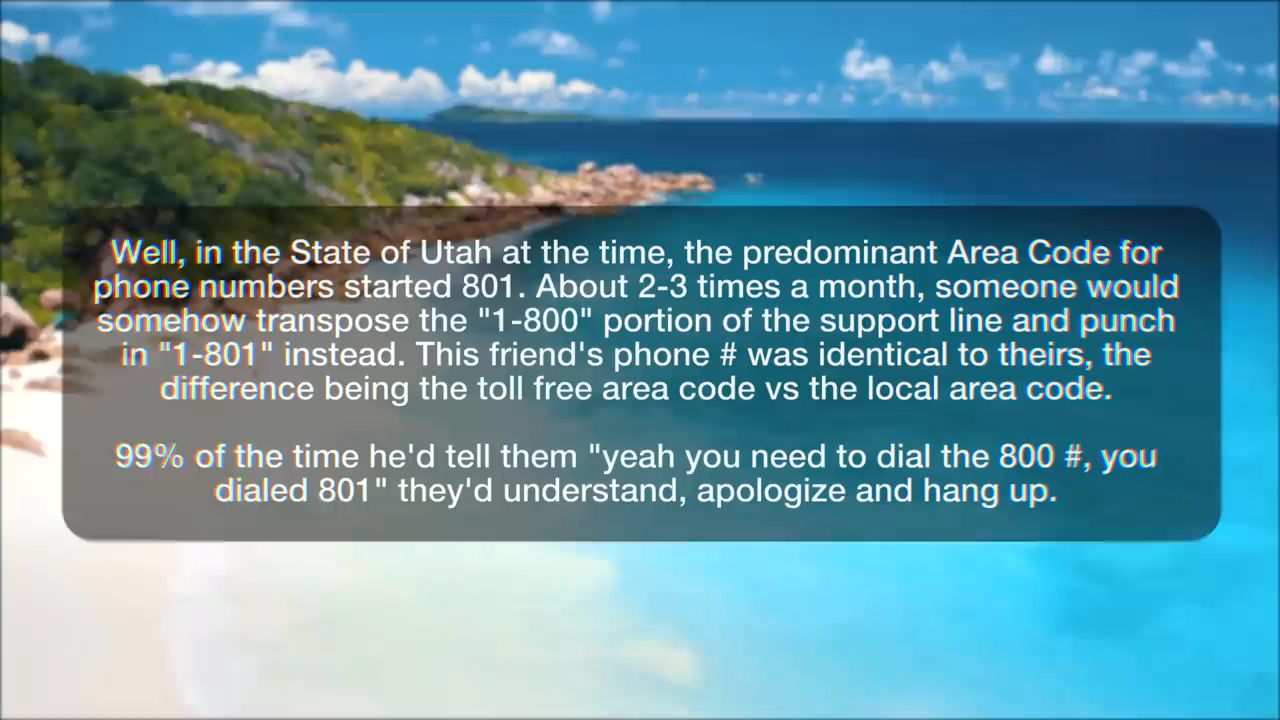 Well, in the State of Utah at the time, the predominant Area Code for
phone numbers started 801. About 2-3 times a month, someone would
somehow transpose the "1-800" portion of the support line and punch
in "1-801" instead. This friend's phone # was identical to theirs, the
difference being the toll free area code vs the local area code.
99% of the time he'd tell them "yeah you need to dial the 800 #, you
dialed 801" they'd understand, apologize and hang up.